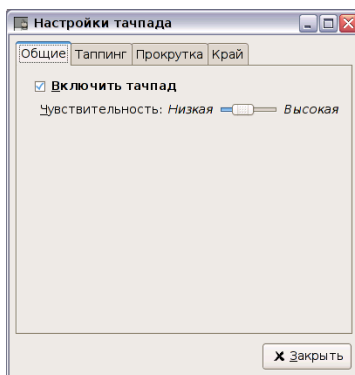 Настройки тачпада
Общие Таппинг Прокрутка Край
Включить тачпад
Чувствительность: Низкая Высокая
Закрыть